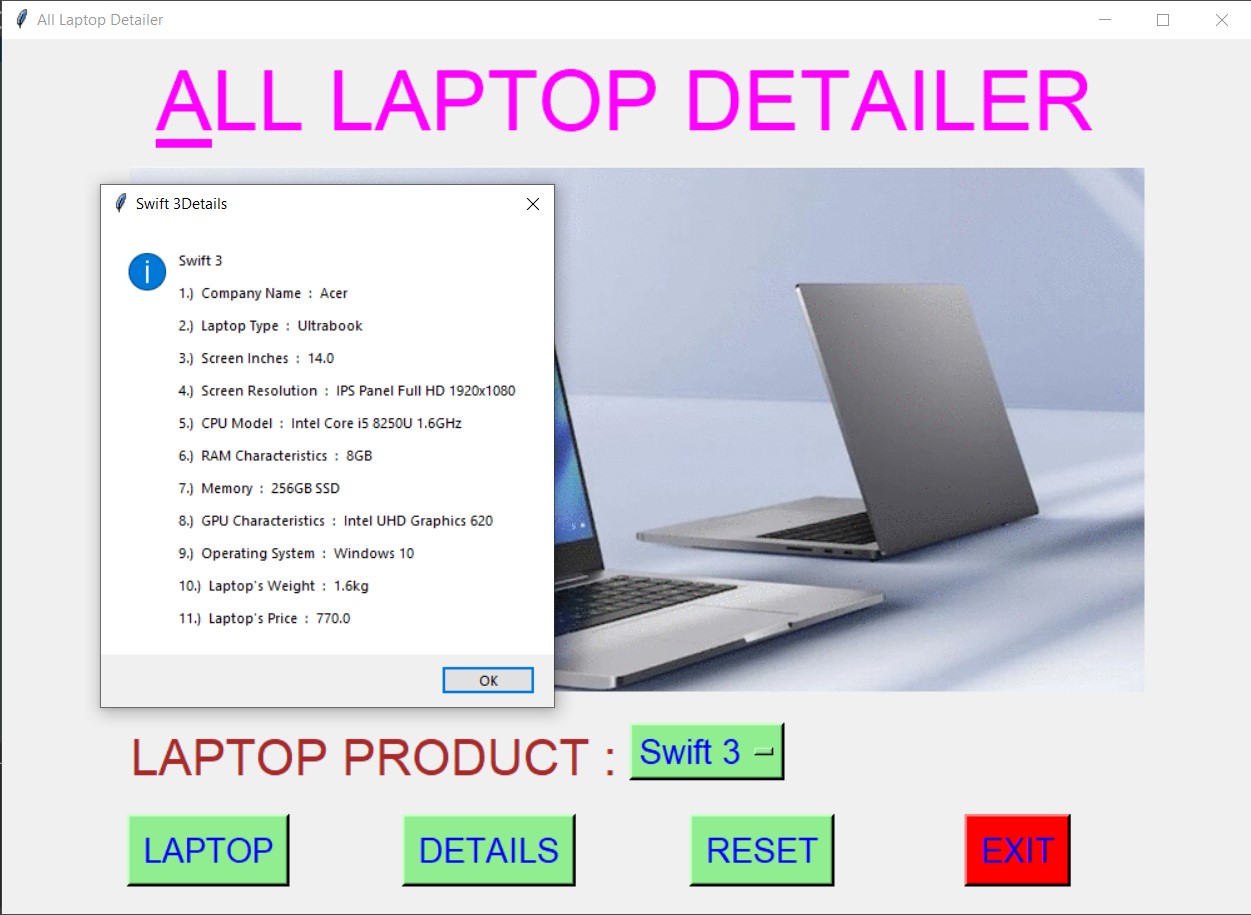 All Laptop Detailer
ALL LAPTOP DETAILER
Swift 3Details
Swift 3
1.) Company Name : Acer
2.) Laptop Type : Ultrabook
3.) Screen Inches : 14.0
4.) Screen Resolution : IPS Panel Full HD 1920x1080
5.) CPU Model : Intel Core i5 8250U 1.6GHz
6.) RAM Characteristics : 8GB
7.) Memory : 256GB SSD
8.) GPU Characteristics : Intel UHD Graphics 620
9.) Operating System : Windows 10
10.) Laptop's Weight : 1.6kg
11.) Laptop's Price : 770.0
OK
LAPTOP PRODUCT : Swift 3
LAPTOP DETAILS RESET EXIT